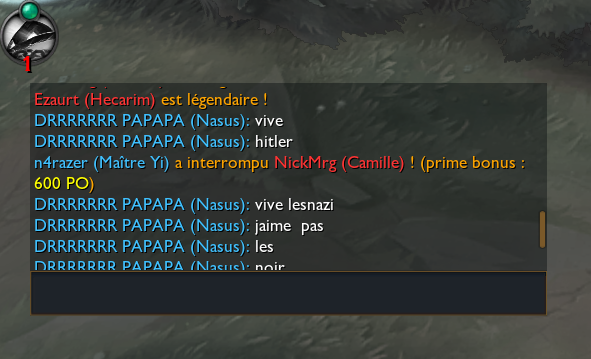 1
Ezaurt (Hecarim) est légendaire !
DRRRRRRR PAPAPA (Nasus): vive
DRRRRRRR PAPAPA (Nasus): hitler
n4razer (Maître Yi) a interrompu NickMrg (Camille) ! (prime bonus :
600 PO)
DRRRRRRR PAPAPA (Nasus): vive lesnazi
DRRRRRRR PAPAPA (Nasus): jaime  pas
DRRRRRRR PAPAPA (Nasus): les
DRRRRRRR PAPAPA (Nasus): noir